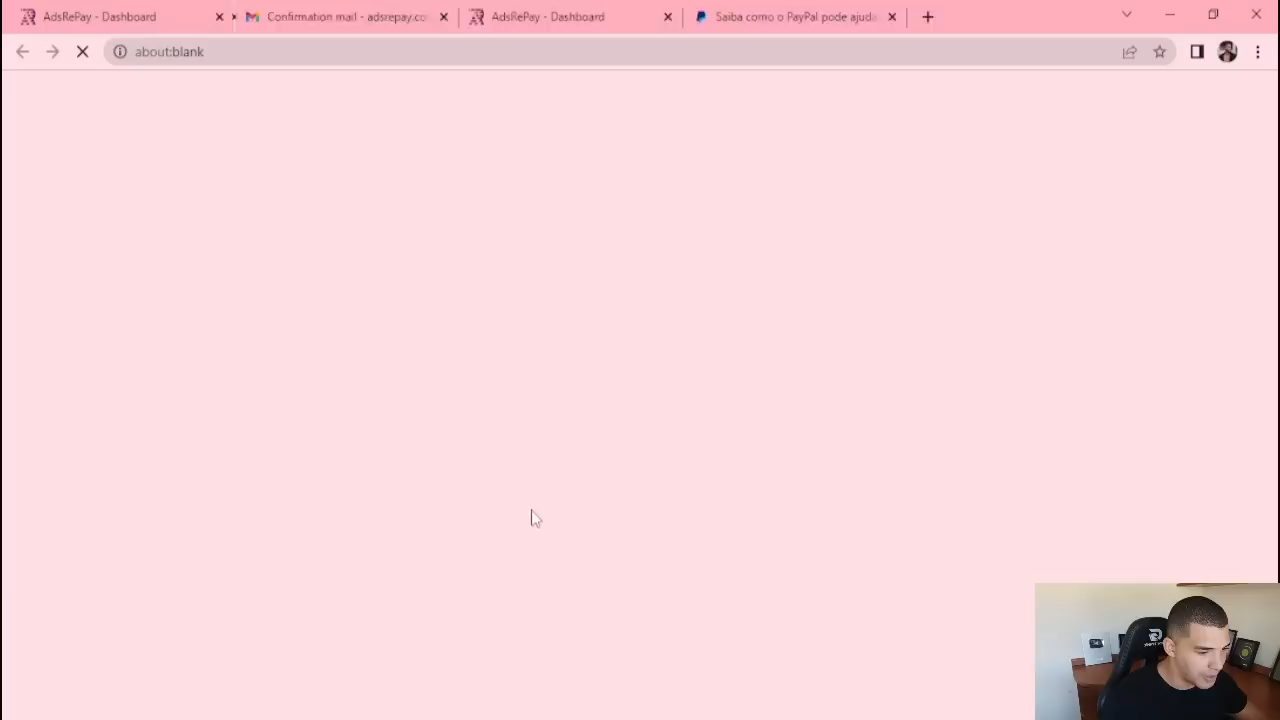 AdsRePay - Dashboard
Confirmation mail - adsrepay.co
AdsRePay - Dashboard
Saiba como o PayPal pode ajuda
about:blank